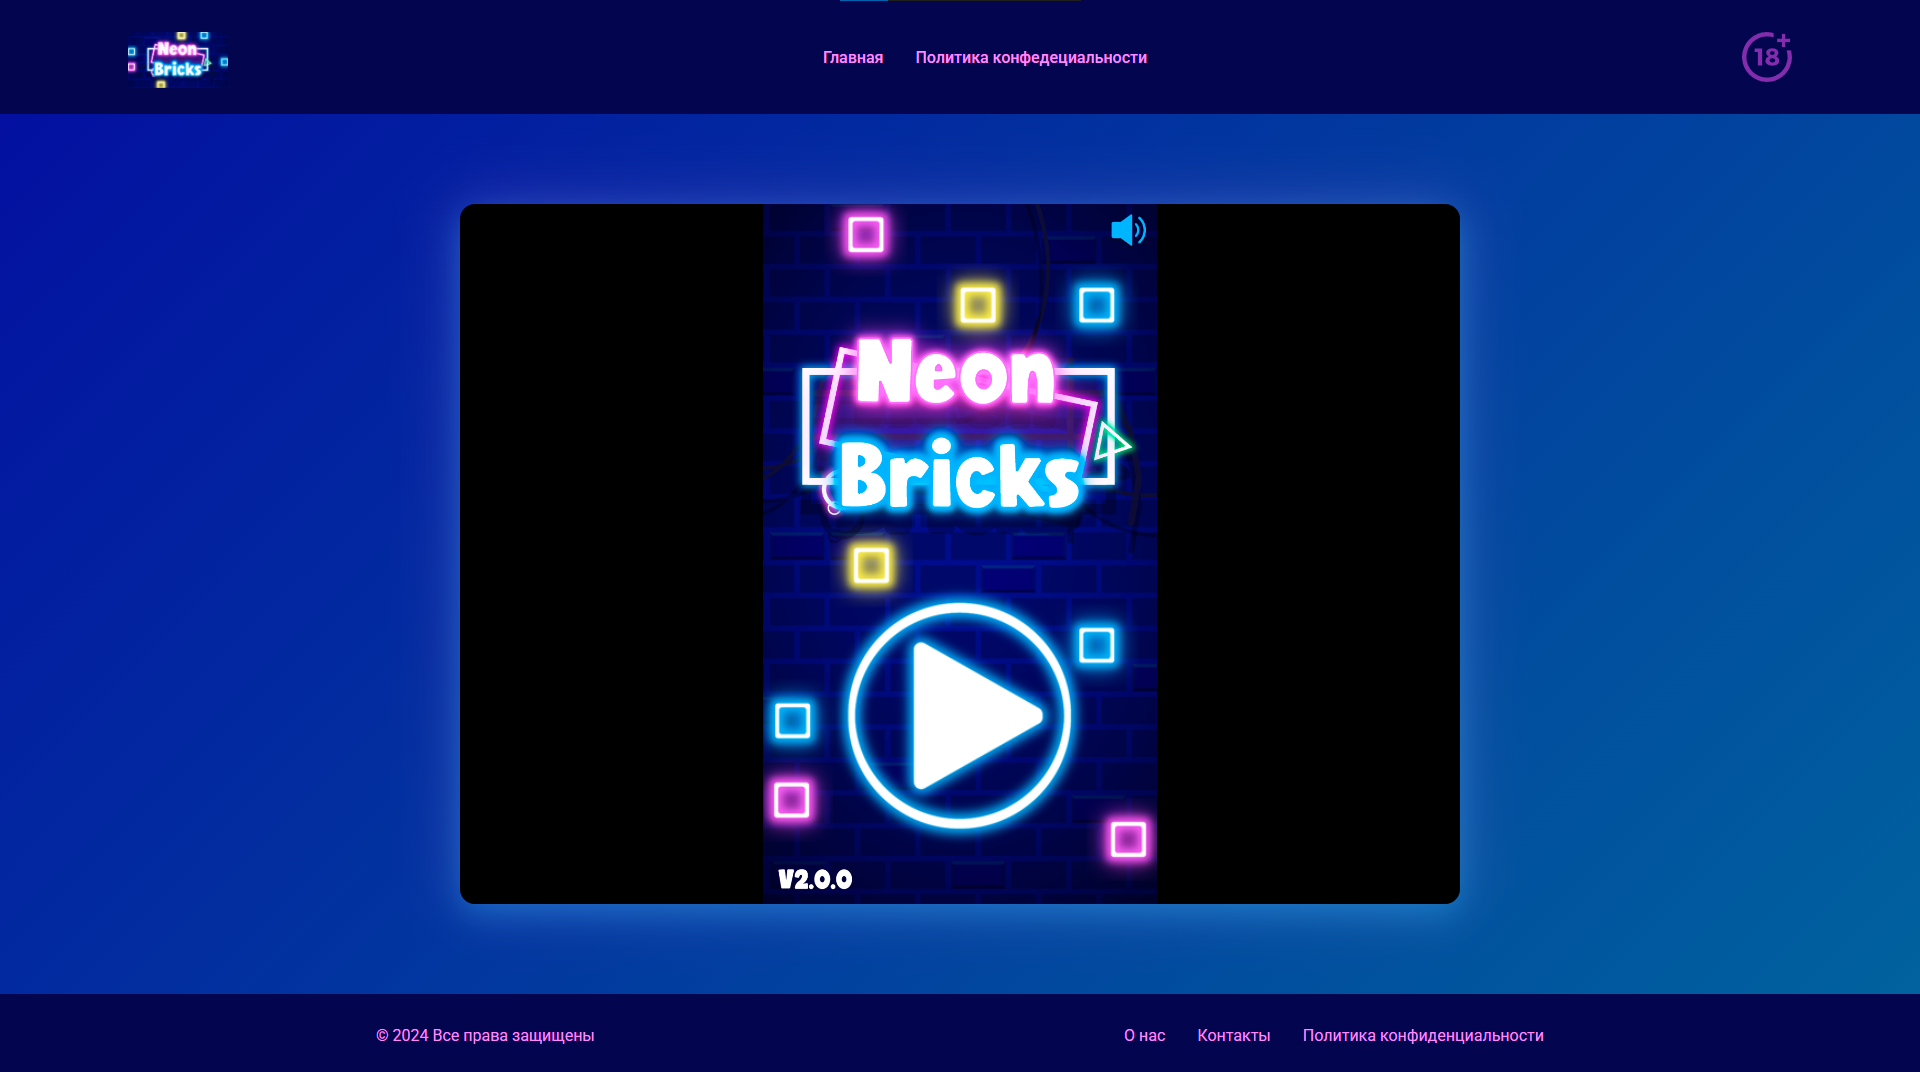 Neon
Bricks
Главная
Политика конфедециальности
18+
Neon
Bricks
V2.0.0
© 2024 Все права защищены
О нас
Контакты
Политика конфиденциальности